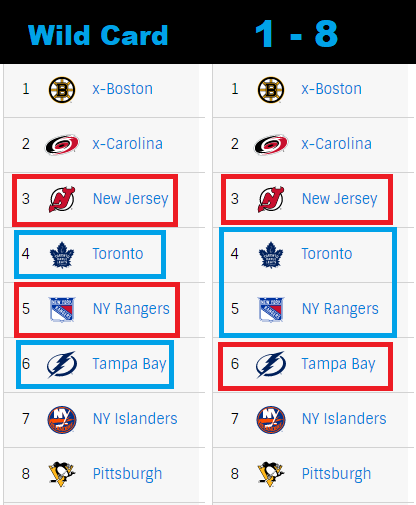 Wild Card
1 x-Boston
2 x-Carolina
3 New Jersey
4 Toronto
5 NY Rangers
6 Tampa Bay
7 NY Islanders
8 Pittsburgh
1 - 8
1 x-Boston
2 x-Carolina
3 New Jersey
4 Toronto
5 NY Rangers
6 Tampa Bay
7 NY Islanders
8 Pittsburgh